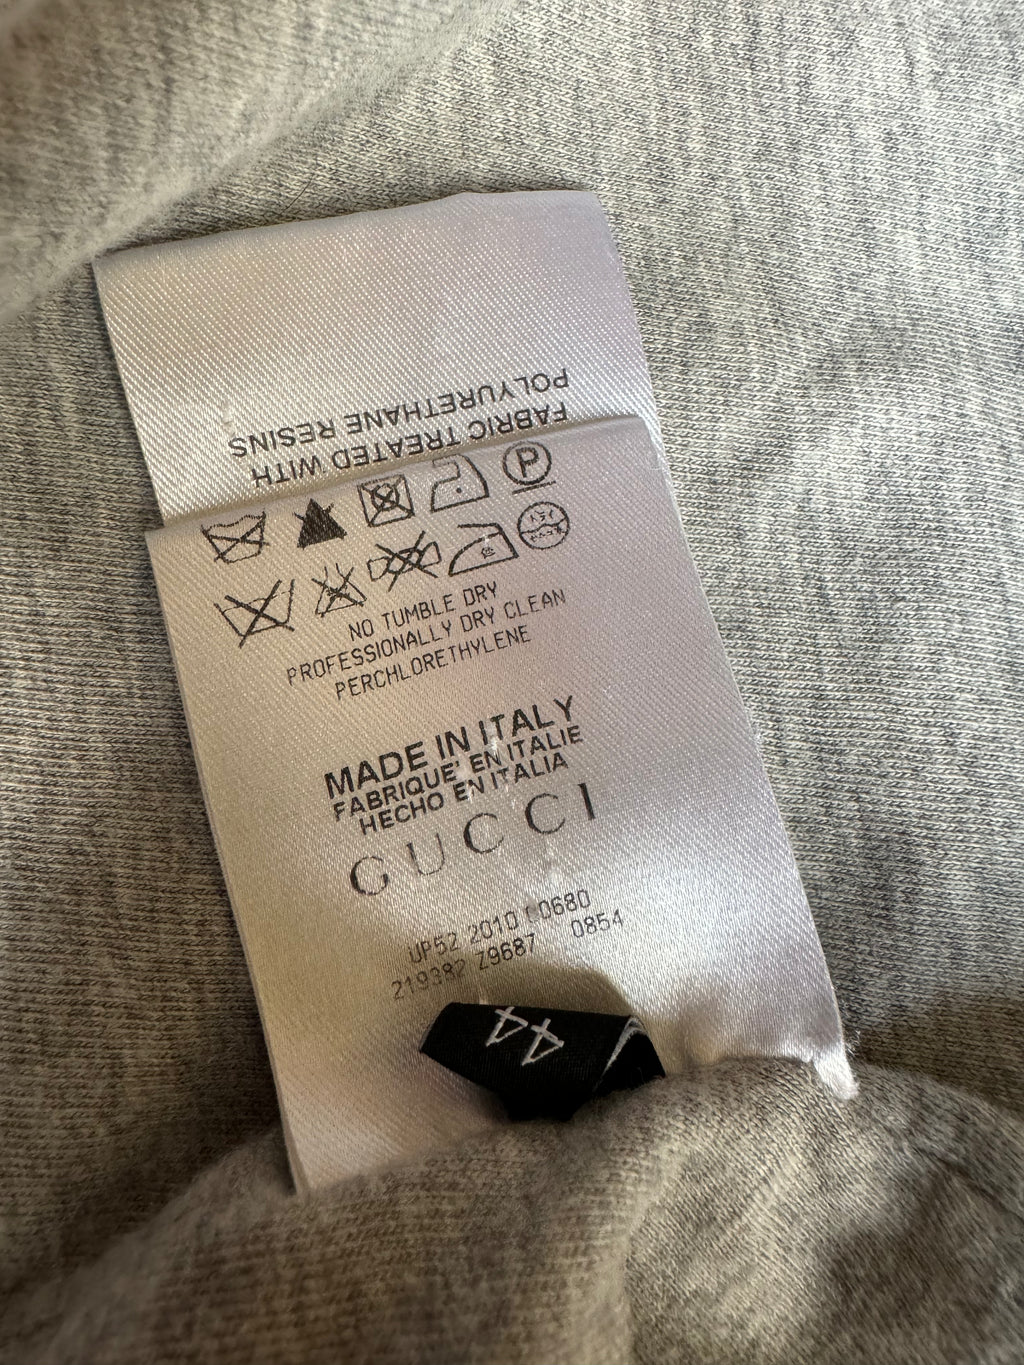 FABRIC TREATED WITH
POLYURETHANE RESINS
P
NO TUMBLE DRY
PROFESSIONALLY DRY CLEAN
PERCHLORETHYLENE
MADE IN ITALY
FABRIQUE' EN ITALIE
HECHO EN ITALIA
GUCCI
UP52 2010 0680
219382 Z9687 0854
44